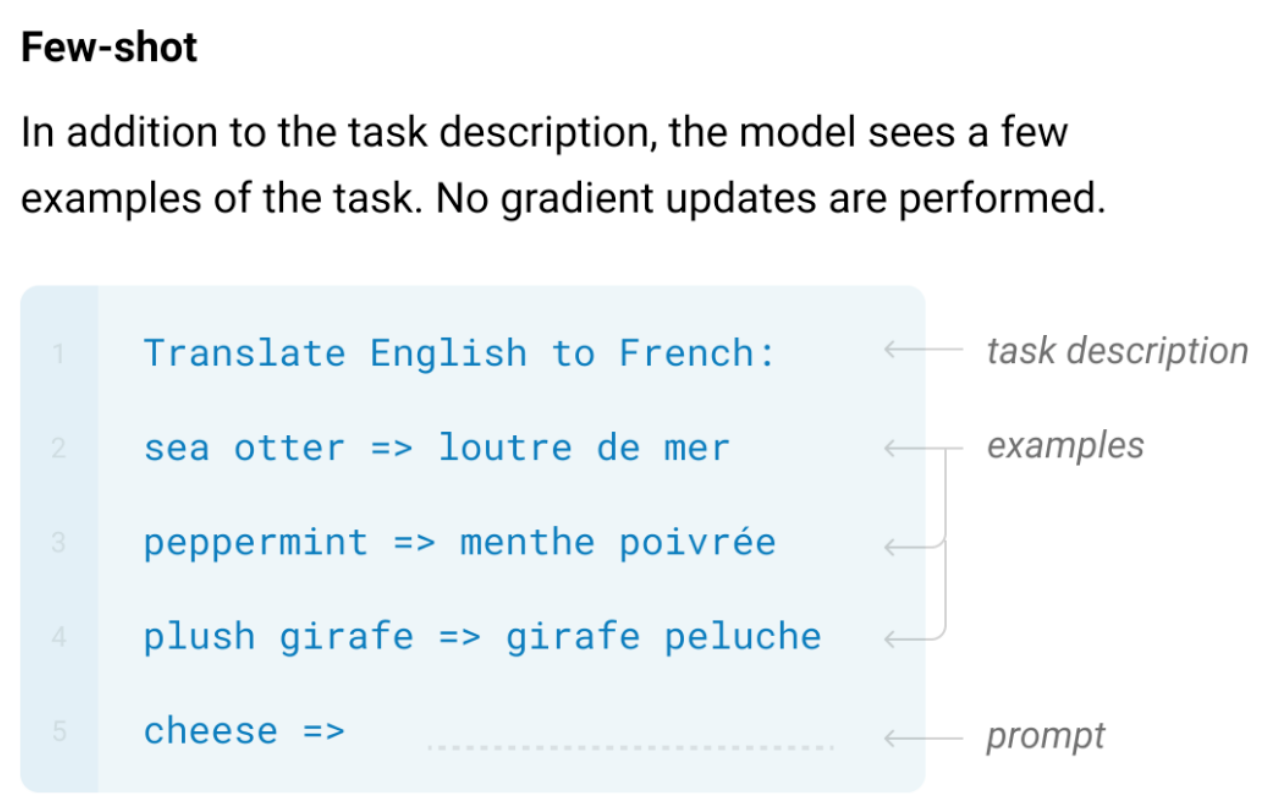 Few-shot
In addition to the task description, the model sees a few
examples of the task. No gradient updates are performed.
1 Translate English to French: task description
2 sea otter => loutre de mer examples
3 peppermint => menthe poivrée
4 plush girafe => girafe peluche
5 cheese => prompt